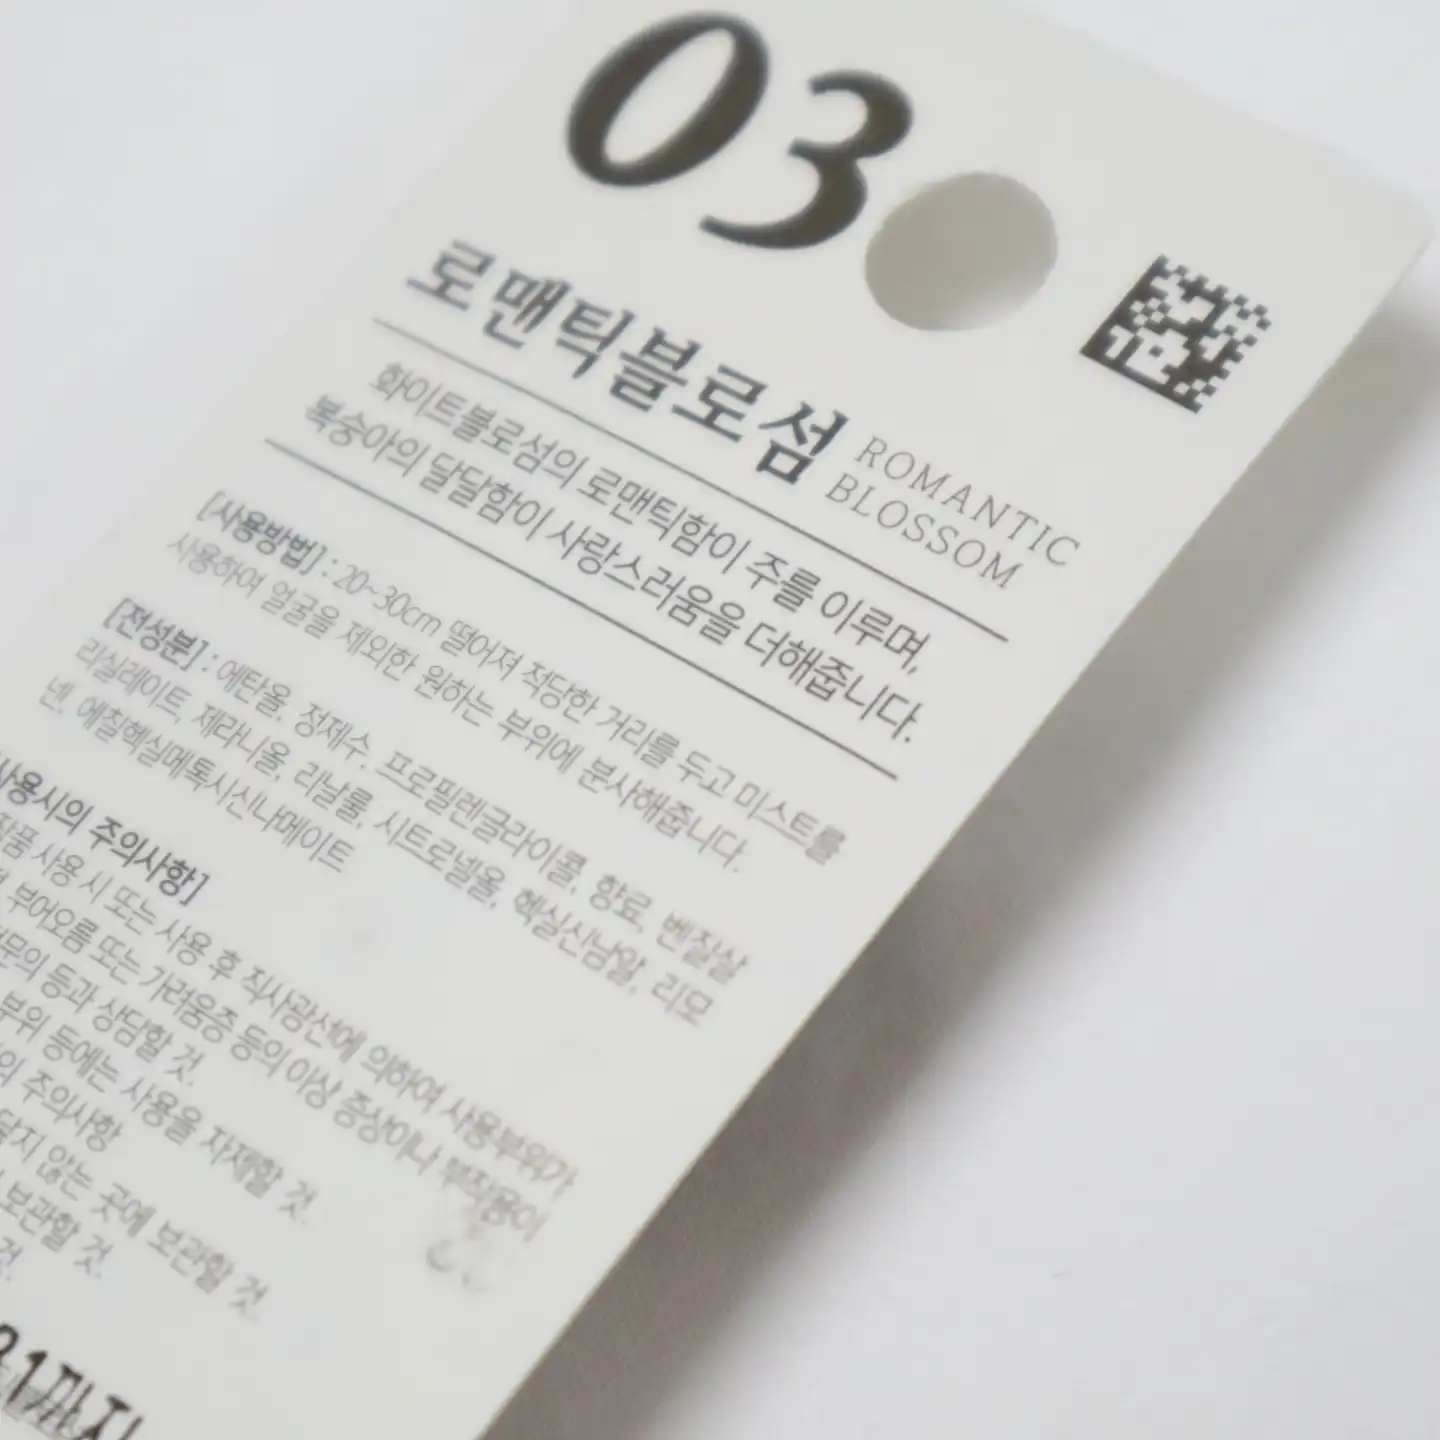 03
로맨틱블로섬
ROMANTIC
BLOSSOM
화이트블로섬의 로맨틱함이 주를 이루며,
복숭아의 달달함이 사랑스러움을 더해줍니다.
[사용방법] : 20~30cm 떨어져 적당한 거리를 두고 미스트를
사용하여 얼굴을 제외한 원하는 부위에 분사해줍니다.
[전성분] : 에탄올, 정제수, 프로필렌글라이콜, 향료, 벤질살
리실레이트, 제라니올, 리날룰, 시트로넬올, 헥실신남알, 리모
넨, 에칠헥실메톡시신나메이트
사용시의 주의사항]
사용 시 또는 사용 후 직사광선에 의하여 사용부위가
부어오름 또는 가려움증 등의 이상 증상이나 부작용이
등과 상담할 것.
부위 등에는 사용을 자제할 것.
주의사항
닿지 않는 곳에 보관할 것.
보관할 것.
것.